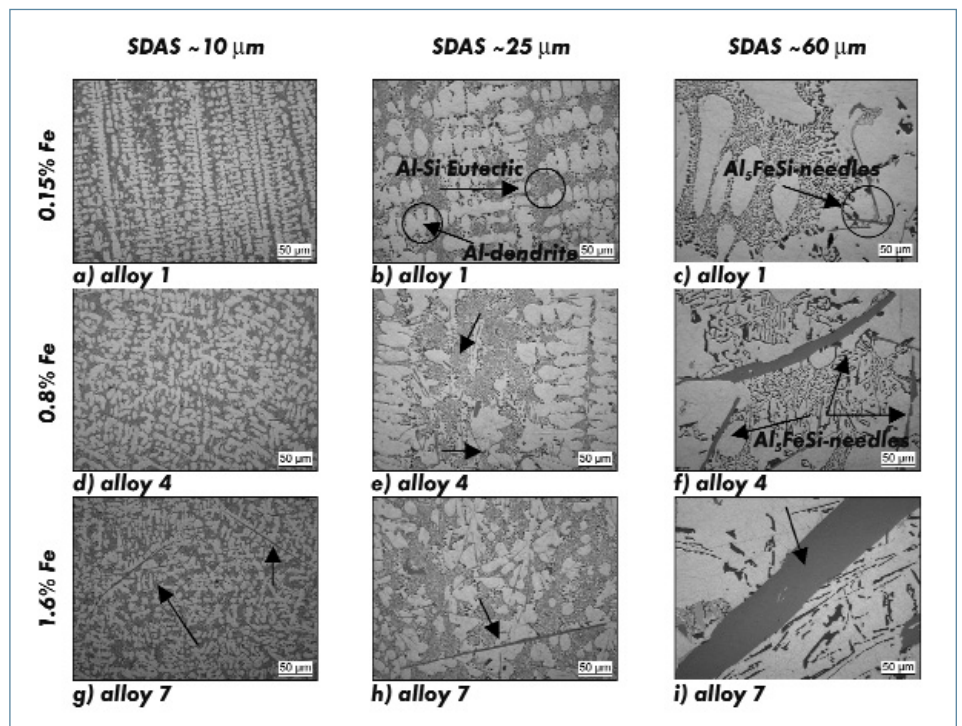 SDAS ~10 μm SDAS ~25 μm SDAS ~60 μm
0.15% Fe
Al-Si Eutectic
Al-dendrite
Al₅FeSi-needles
50 µm 50 µm 50 µm
a) alloy 1 b) alloy 1 c) alloy 1
0.8% Fe
Al₅FeSi-needles
50 µm 50 µm 50 µm
d) alloy 4 e) alloy 4 f) alloy 4
1.6% Fe
50 µm 50 µm 50 µm
g) alloy 7 h) alloy 7 i) alloy 7